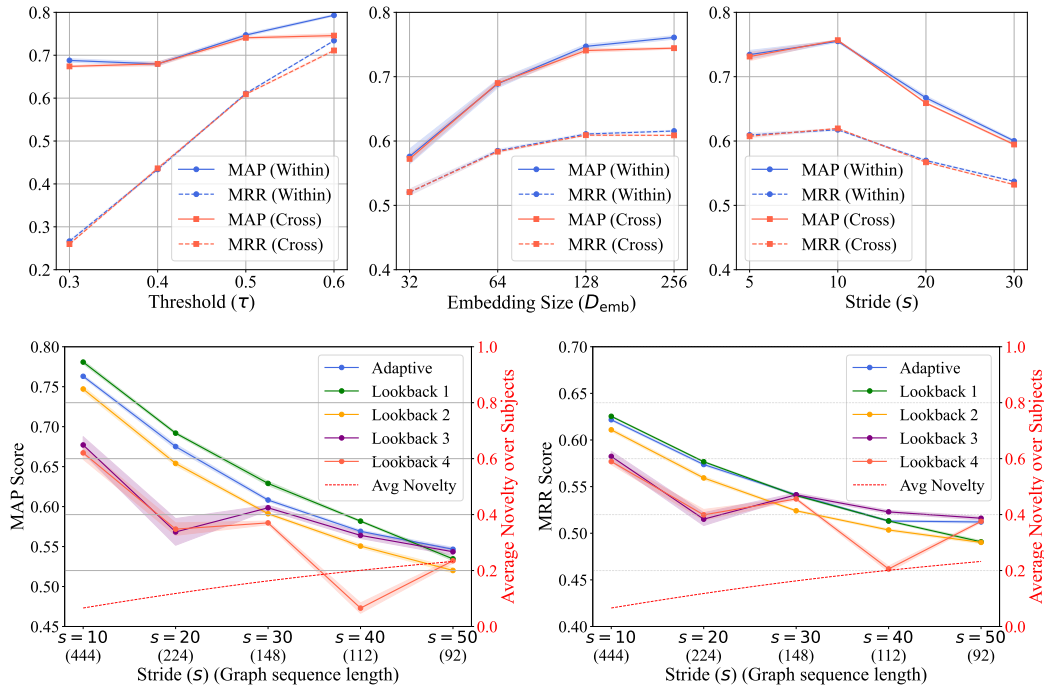 0.8
0.7
0.6
0.5
0.4
0.3
0.2
0.3
0.4
0.5
0.6
Threshold (τ)
MAP (Within)
MRR (Within)
MAP (Cross)
MRR (Cross)
0.8
0.7
0.6
0.5
0.4
32
64
128
256
Embedding Size (D_emb)
MAP (Within)
MRR (Within)
MAP (Cross)
MRR (Cross)
0.8
0.7
0.6
0.5
0.4
5
10
20
30
Stride (s)
MAP (Within)
MRR (Within)
MAP (Cross)
MRR (Cross)
MAP Score
0.80
0.75
0.70
0.65
0.60
0.55
0.50
0.45
Adaptive
Lookback 1
Lookback 2
Lookback 3
Lookback 4
Avg Novelty
1.0
0.8
0.6
0.4
0.2
0.0
Average Novelty over Subjects
s = 10
(444)
s = 20
(224)
s = 30
(148)
s = 40
(112)
s = 50
(92)
Stride (s) (Graph sequence length)
MRR Score
0.70
0.65
0.60
0.55
0.50
0.45
0.40
Adaptive
Lookback 1
Lookback 2
Lookback 3
Lookback 4
Avg Novelty
1.0
0.8
0.6
0.4
0.2
0.0
Average Novelty over Subjects
s = 10
(444)
s = 20
(224)
s = 30
(148)
s = 40
(112)
s = 50
(92)
Stride (s) (Graph sequence length)